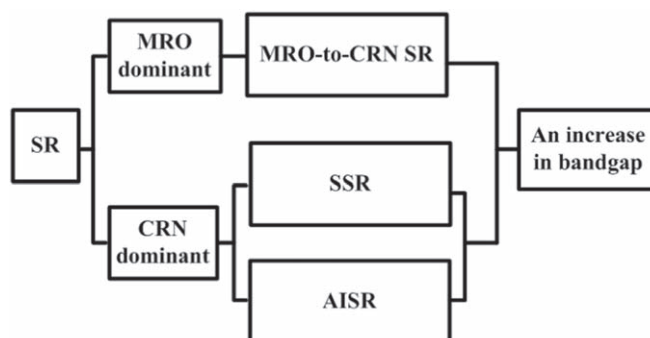 SR
MRO
dominant
MRO-to-CRN SR
CRN
dominant
SSR
AISR
An increase
in bandgap